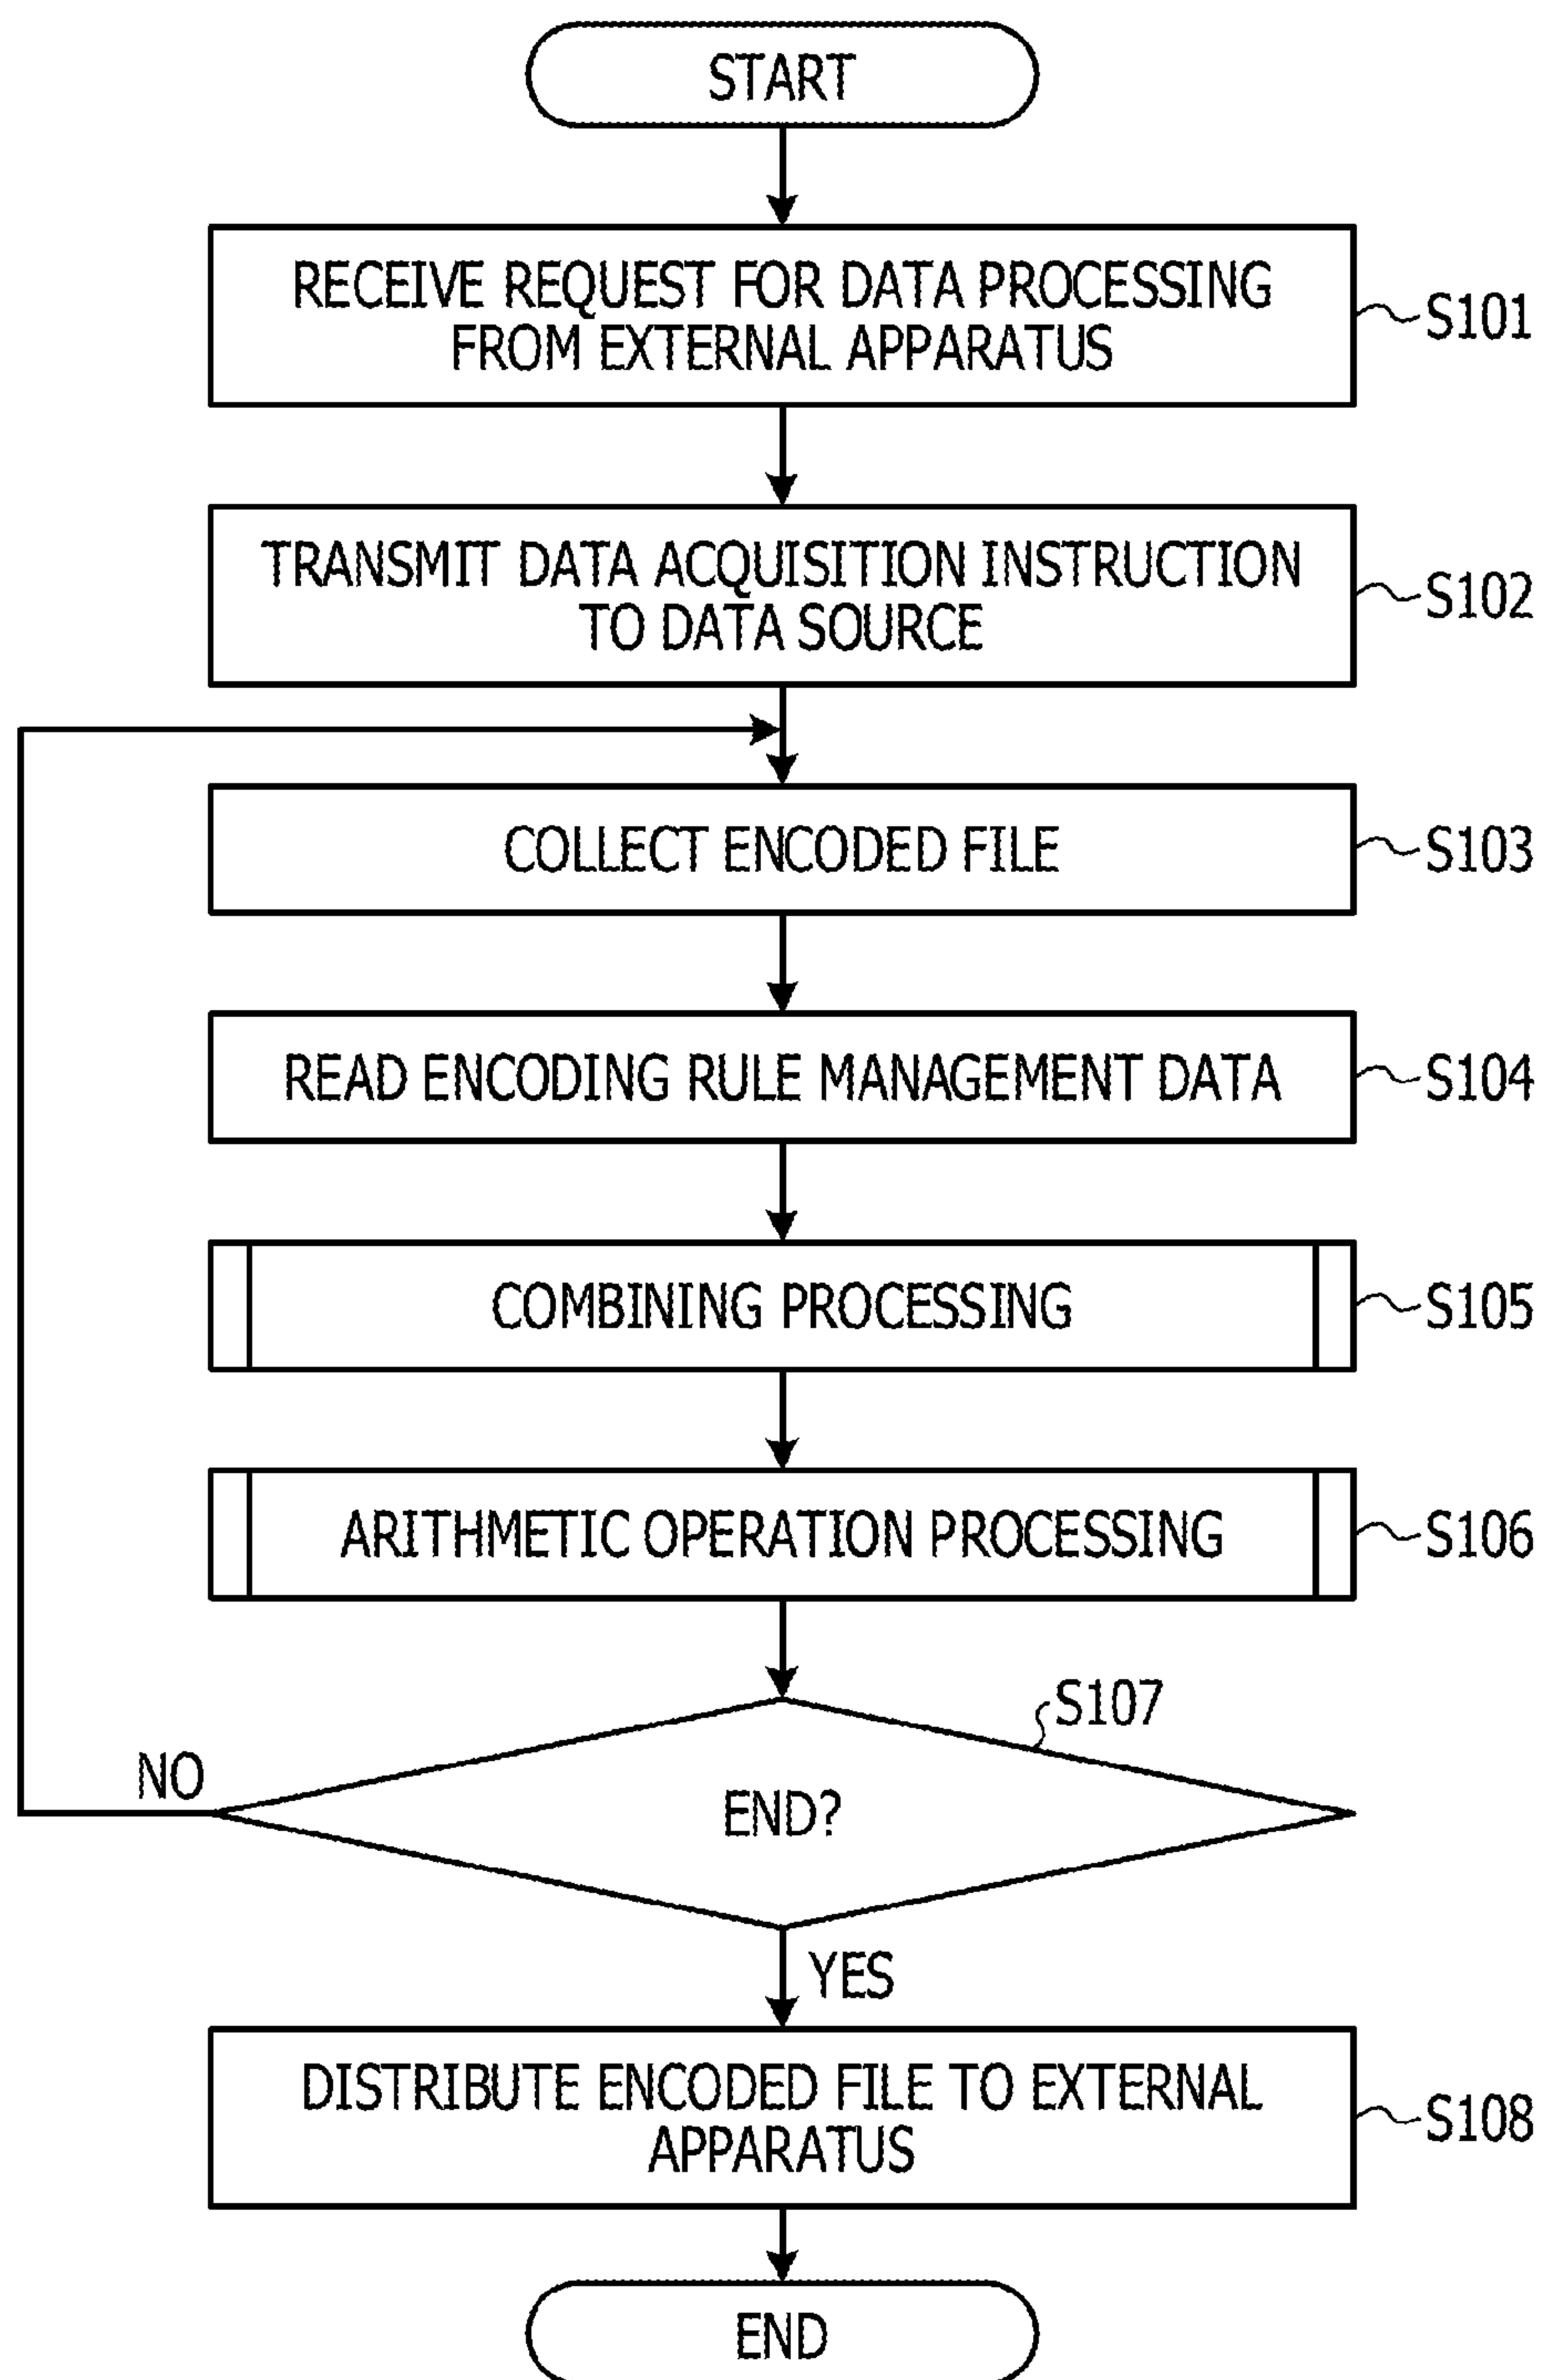 START
RECEIVE REQUEST FOR DATA PROCESSING
FROM EXTERNAL APPARATUS
S101
TRANSMIT DATA ACQUISITION INSTRUCTION
TO DATA SOURCE
S102
COLLECT ENCODED FILE
S103
READ ENCODING RULE MANAGEMENT DATA
S104
COMBINING PROCESSING
S105
ARITHMETIC OPERATION PROCESSING
S106
S107
NO
END?
YES
DISTRIBUTE ENCODED FILE TO EXTERNAL
APPARATUS
S108
END